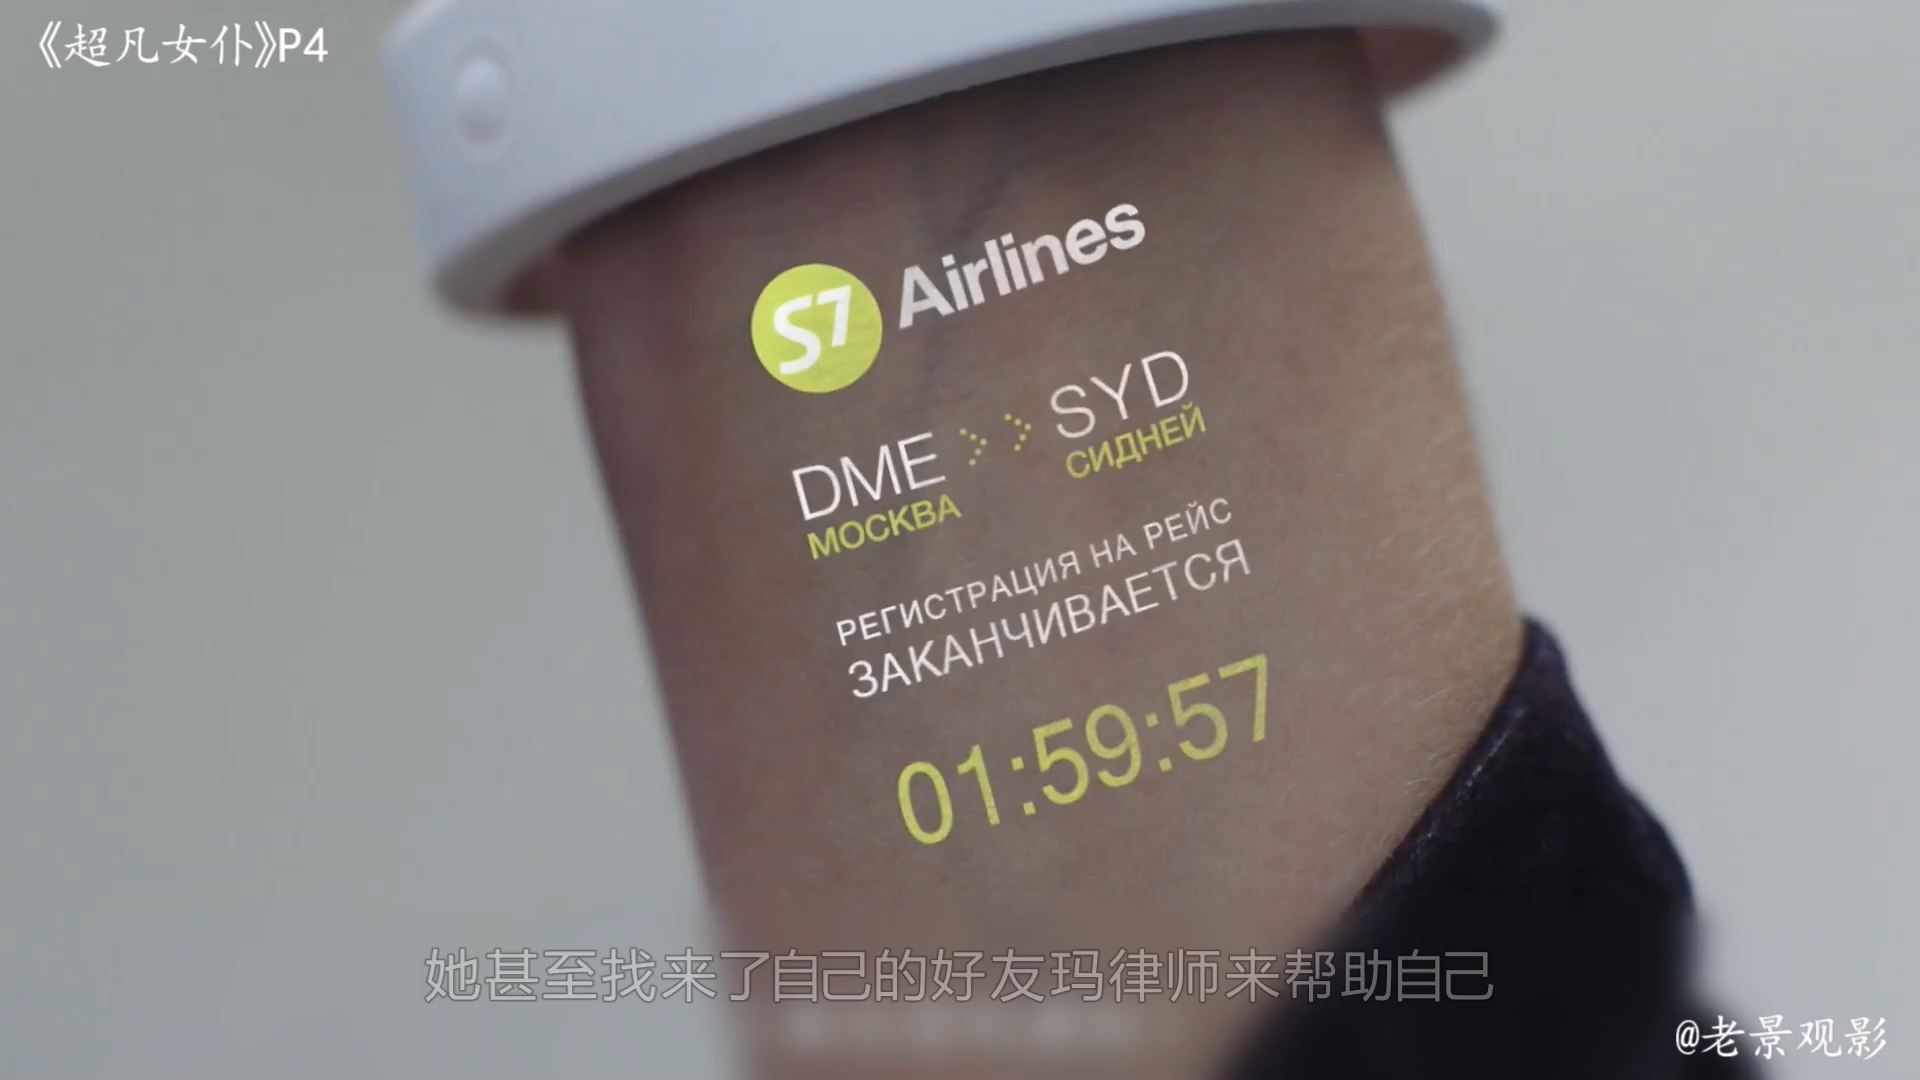 《超凡女仆》P4
S7 Airlines
DME >> SYD
МОСКВА СИДНЕЙ
РЕГИСТРАЦИЯ НА РЕЙС
ЗАКАНЧИВАЕТСЯ
01:59:57
她甚至找来了自己的好友玛律师来帮助自己
@老景观影